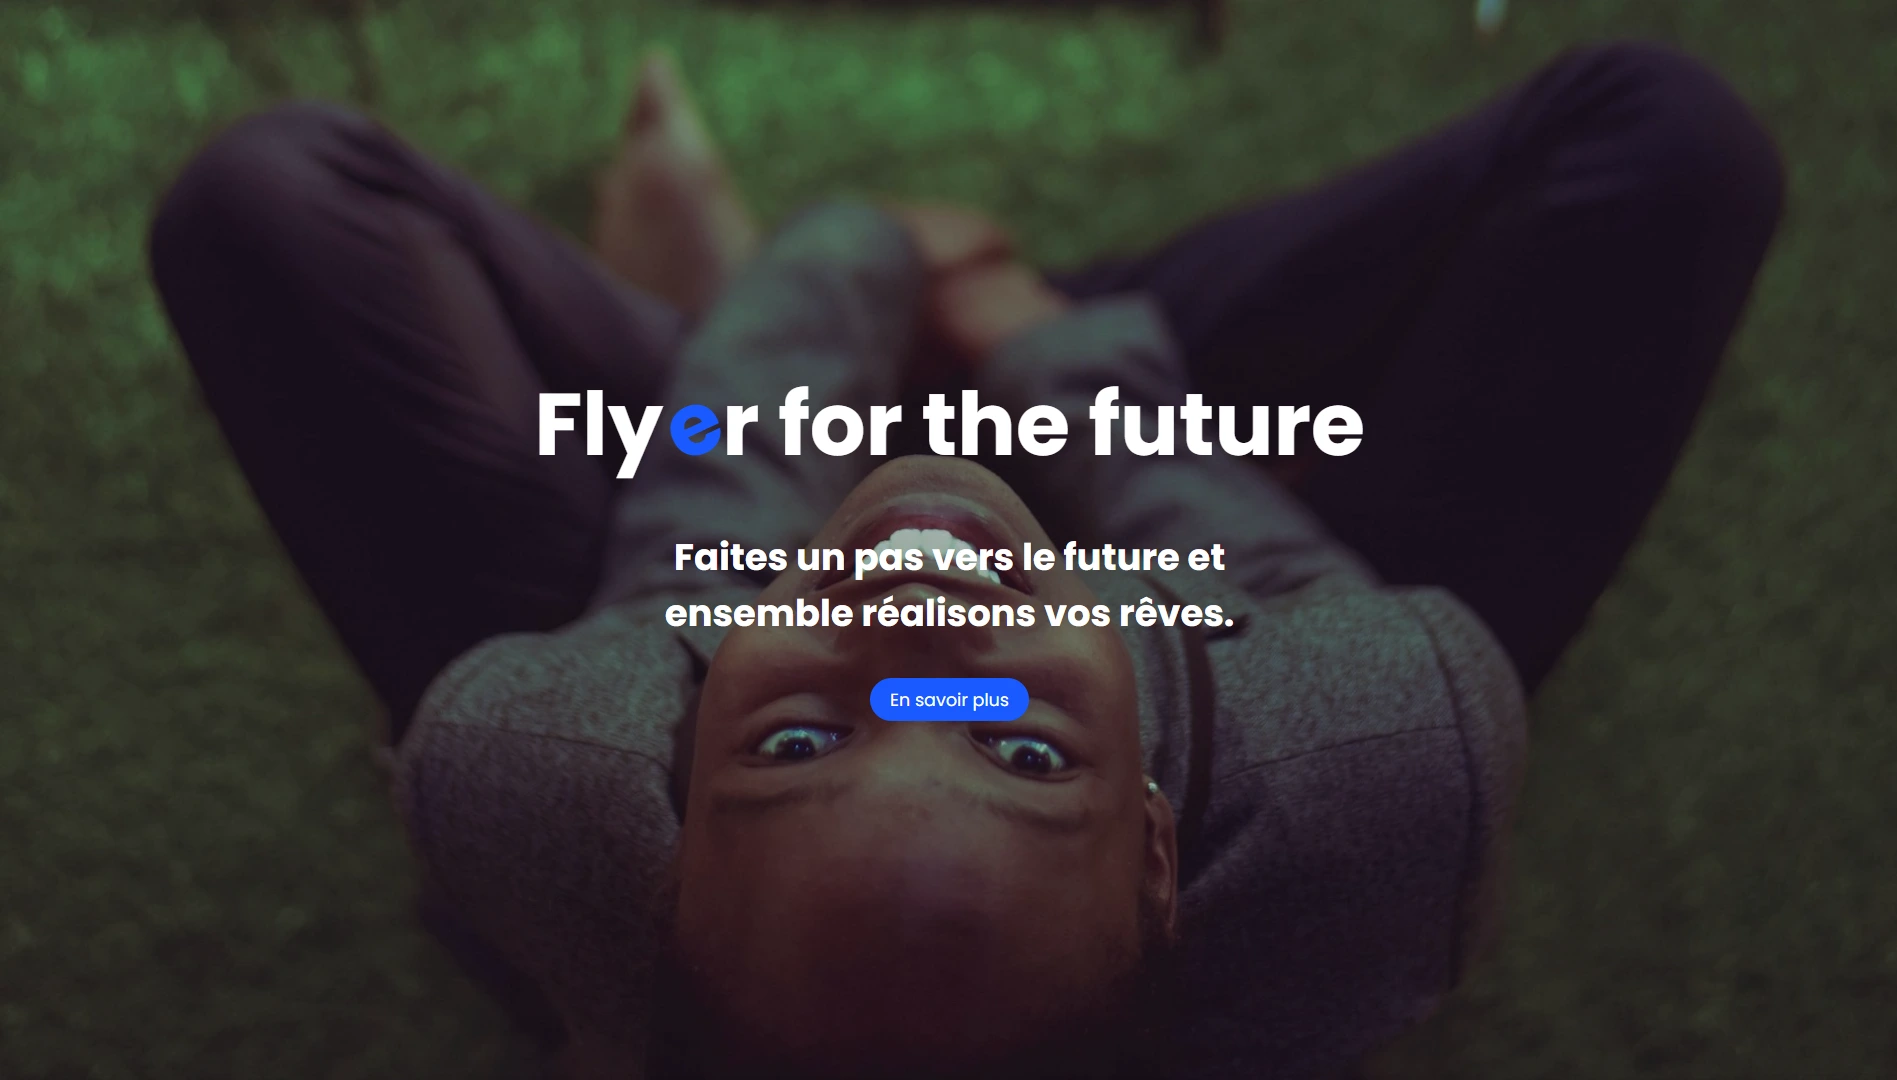 Flyer for the future
Faites un pas vers le future et
ensemble réalisons vos rêves.
En savoir plus